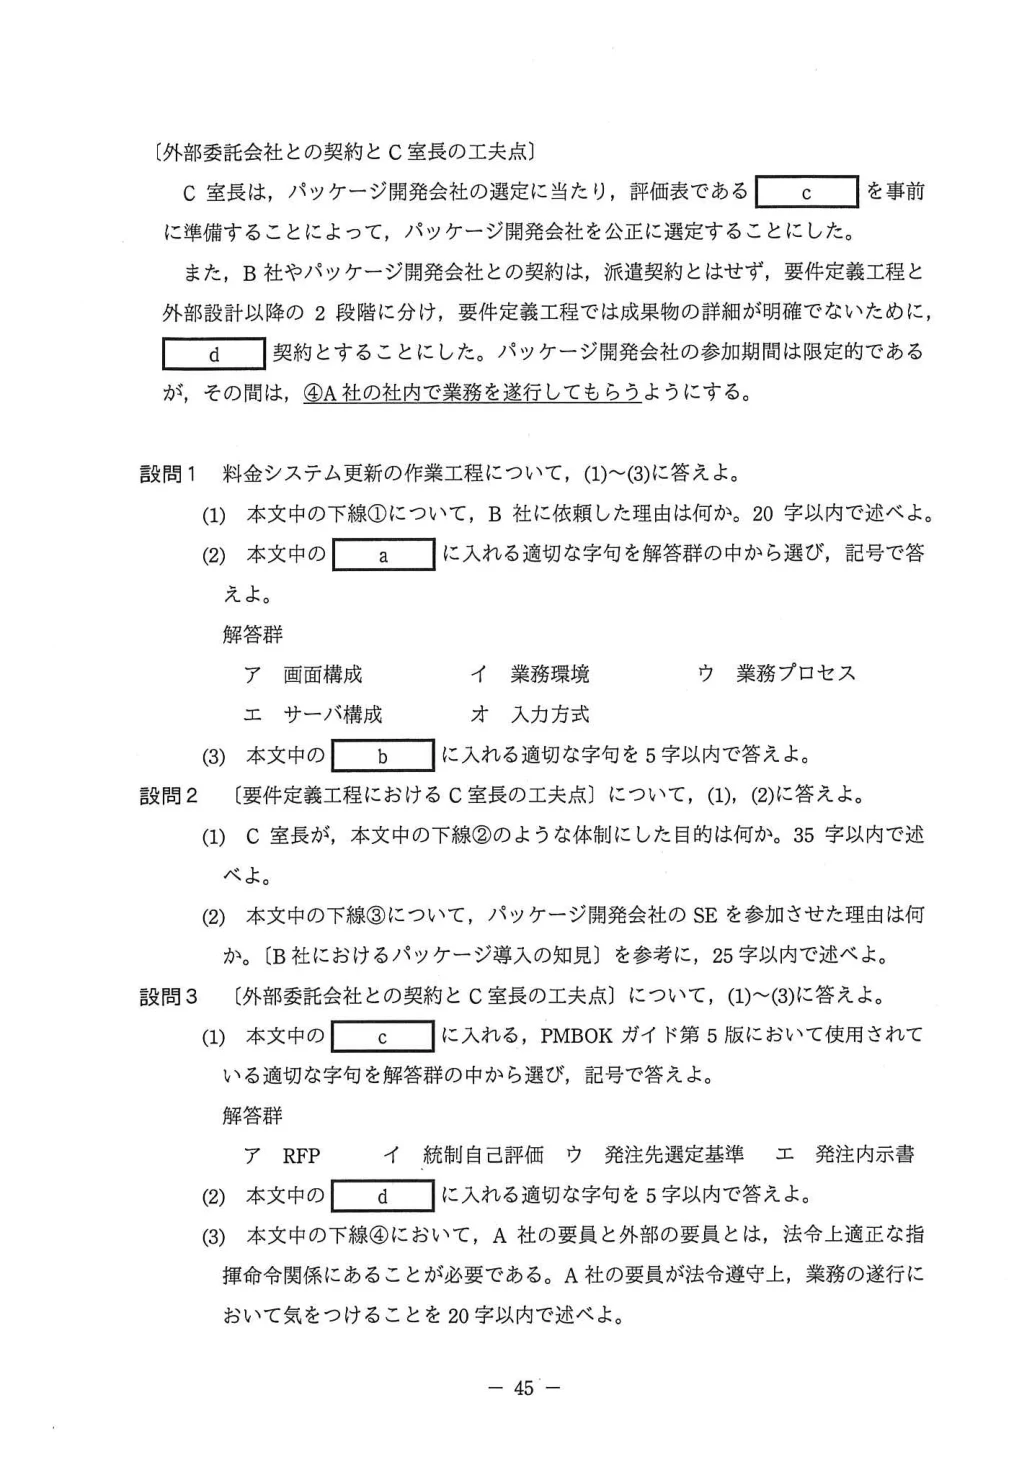 〔外部委託会社との契約と C 室長の工夫点〕
C 室長は，パッケージ開発会社の選定に当たり，評価表である c を事前
に準備することによって，パッケージ開発会社を公正に選定することにした。
また，B 社やパッケージ開発会社との契約は，派遣契約とはせず，要件定義工程と
外部設計以降の 2 段階に分け，要件定義工程では成果物の詳細が明確でないために，
d 契約とすることにした。パッケージ開発会社の参加期間は限定的である
が，その間は，④A 社の社内で業務を遂行してもらうようにする。
設問1 料金システム更新の作業工程について，(1)～(3)に答えよ。
(1) 本文中の下線①について，B 社に依頼した理由は何か。20 字以内で述べよ。
(2) 本文中の a に入れる適切な字句を解答群の中から選び，記号で答
えよ。
解答群
ア 画面構成 イ 業務環境 ウ 業務プロセス
エ サーバ構成 オ 入力方式
(3) 本文中の b に入れる適切な字句を 5 字以内で答えよ。
設問2 〔要件定義工程における C 室長の工夫点〕について，(1)，(2)に答えよ。
(1) C 室長が，本文中の下線②のような体制にした目的は何か。35 字以内で述
べよ。
(2) 本文中の下線③について，パッケージ開発会社の SE を参加させた理由は何
か。〔B 社におけるパッケージ導入の知見〕を参考に，25 字以内で述べよ。
設問3 〔外部委託会社との契約と C 室長の工夫点〕について，(1)～(3)に答えよ。
(1) 本文中の c に入れる，PMBOK ガイド第 5 版において使用されて
いる適切な字句を解答群の中から選び，記号で答えよ。
解答群
ア RFP イ 統制自己評価 ウ 発注先選定基準 エ 発注内示書
(2) 本文中の d に入れる適切な字句を 5 字以内で答えよ。
(3) 本文中の下線④において，A 社の要員と外部の要員とは，法令上適正な指
揮命令関係にあることが必要である。A 社の要員が法令遵守上，業務の遂行に
おいて気をつけることを 20 字以内で述べよ。
－ 45 －